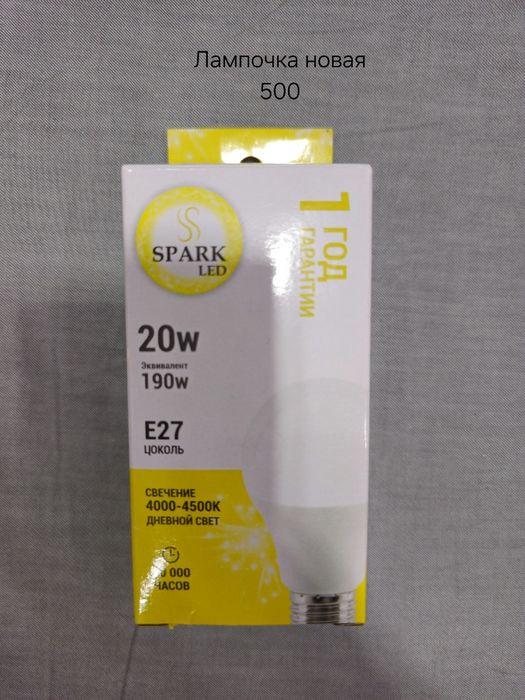 Лампочка новая
500
SPARK
LED
1 ГОД
ГАРАНТИИ
20w
Эквивалент
190w
E27
ЦОКОЛЬ
СВЕЧЕНИЕ
4000-4500K
ДНЕВНОЙ СВЕТ
000
ЧАСОВ